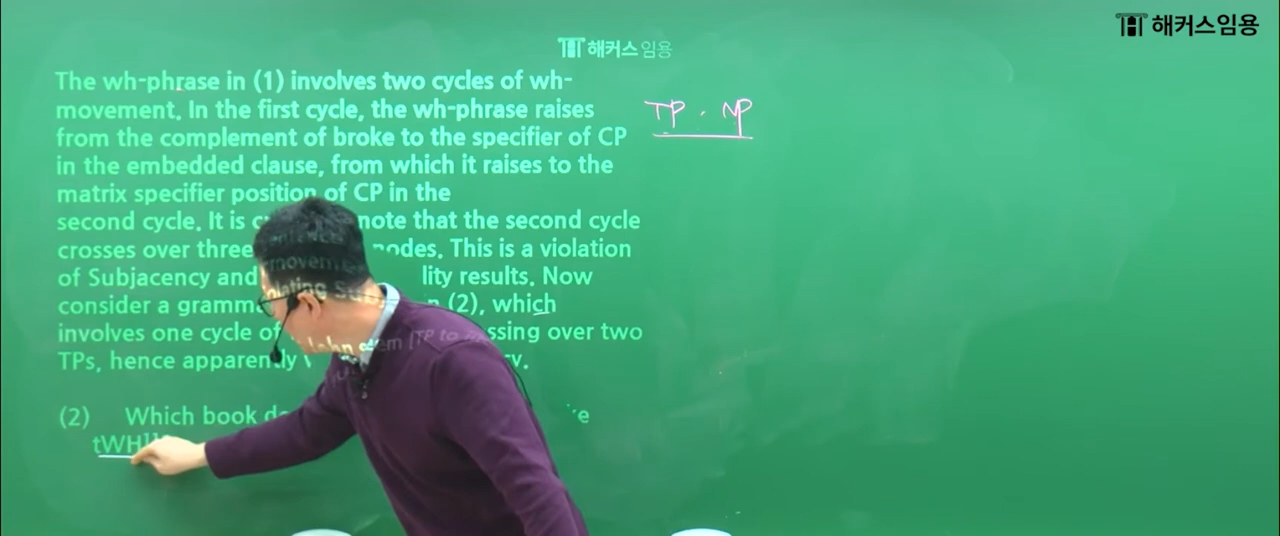 해커스임용
해커스임용
The wh-phrase in (1) involves two cycles of wh-
movement. In the first cycle, the wh-phrase raises
from the complement of broke to the specifier of CP
in the embedded clause, from which it raises to the
matrix specifier position of CP in the
second cycle. It is note that the second cycle
crosses over three nodes. This is a violation
of Subjacency and lity results. Now
consider a (2), which
involves one cycle of ssing over two
TPs, hence apparently
(2) Which book
tWH
TP . NP